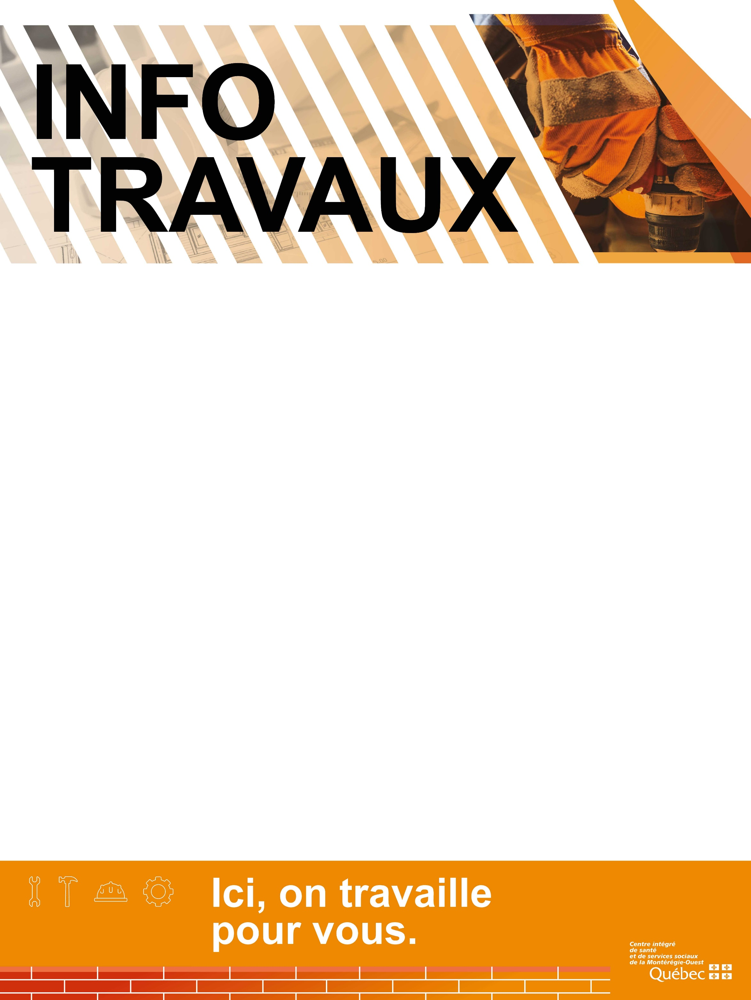 INFO
TRAVAUX
Ici, on travaille
pour vous.
Centre intégré
de santé
et de services sociaux
de la Montérégie-Ouest
Québec